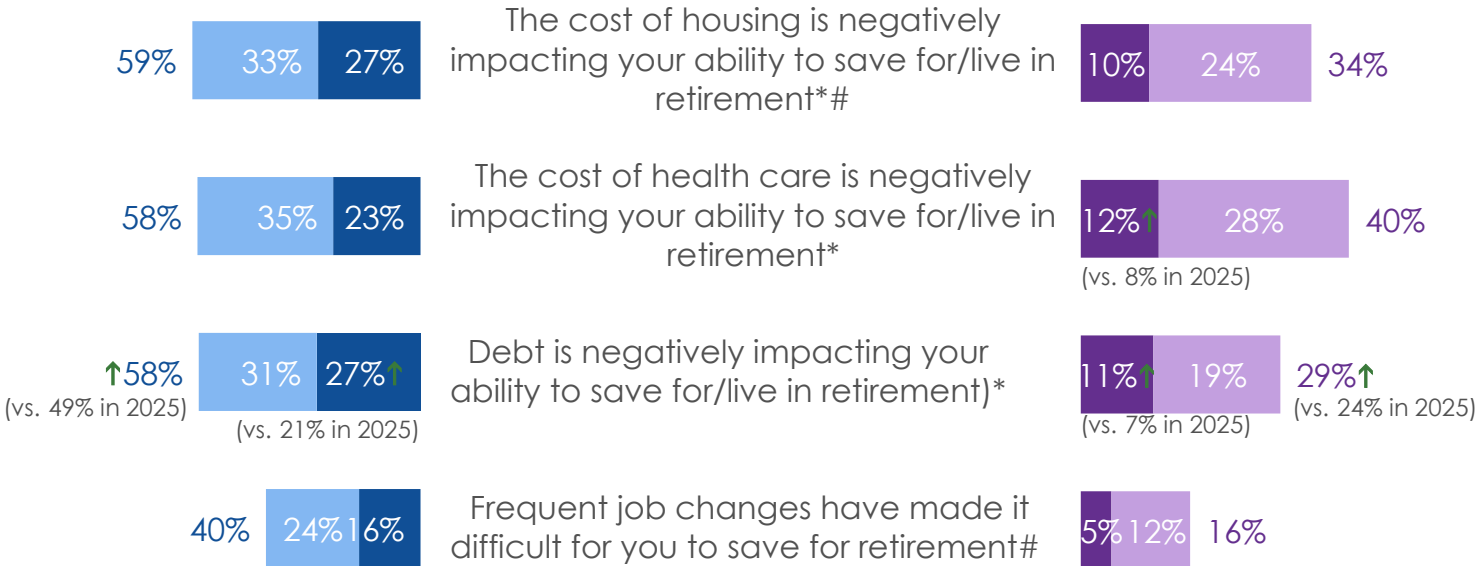 The cost of housing is negatively
59% 33% 27% impacting your ability to save for/live in 10% 24% 34%
retirement*#
The cost of health care is negatively
58% 35% 23% impacting your ability to save for/live in 12%↑ 28% 40%
retirement*
(vs. 8% in 2025)
↑58% 31% 27%↑ Debt is negatively impacting your 11%↑ 19% 29%↑
ability to save for/live in retirement)*
(vs. 49% in 2025) (vs. 21% in 2025) (vs. 7% in 2025) (vs. 24% in 2025)
Frequent job changes have made it
40% 24% 16% difficult for you to save for retirement# 5% 12% 16%